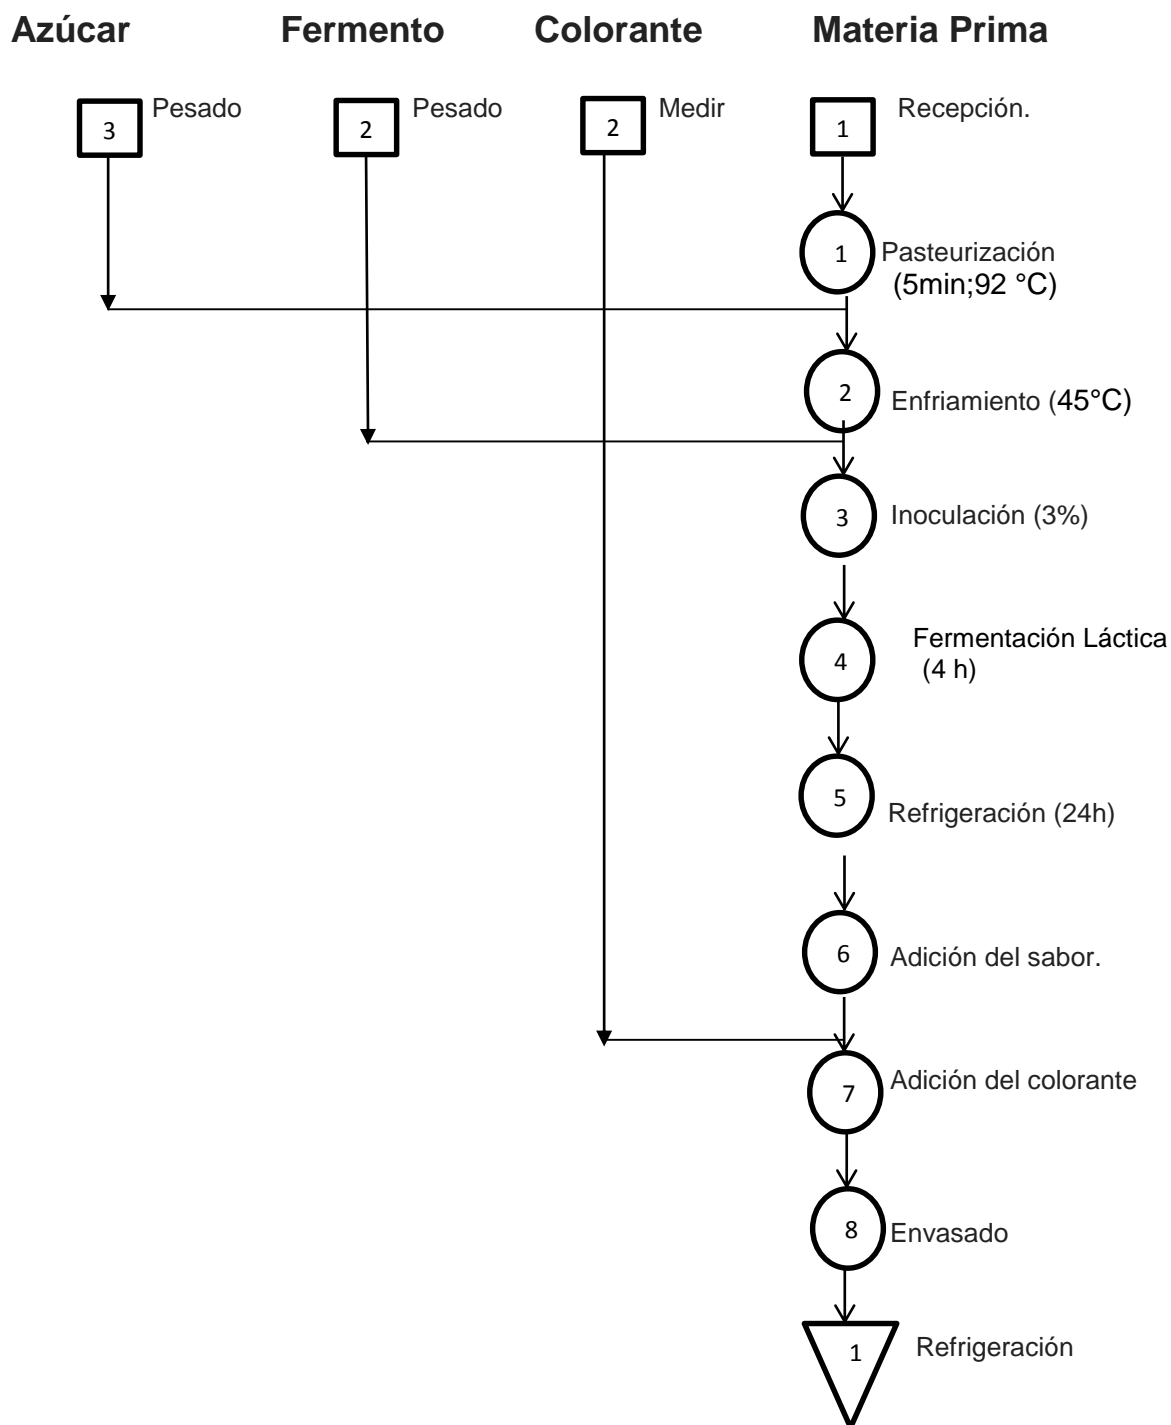 Azúcar Fermento Colorante Materia Prima
3 Pesado 2 Pesado 2 Medir 1 Recepción.
1 Pasteurización
(5min;92 °C)
2 Enfriamiento (45°C)
3 Inoculación (3%)
4 Fermentación Láctica
(4 h)
5 Refrigeración (24h)
6 Adición del sabor.
7 Adición del colorante
8 Envasado
1 Refrigeración